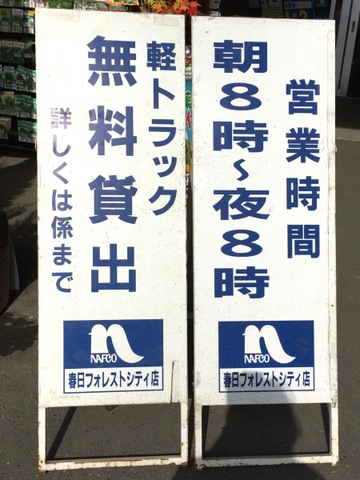 軽トラック
無料貸出
詳しくは係まで
NAFCO
春日フォレストシティ店
営業時間
朝8時~夜8時
NAFCO
春日フォレストシティ店